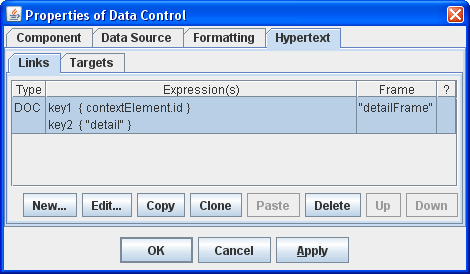 Properties of Data Control
Component Data Source Formatting Hypertext
Links Targets
Type Expression(s) Frame ?
DOC key1 { contextElement.id } "detailFrame"
key2 { "detail" }
New... Edit... Copy Clone Paste Delete Up Down
OK Cancel Apply